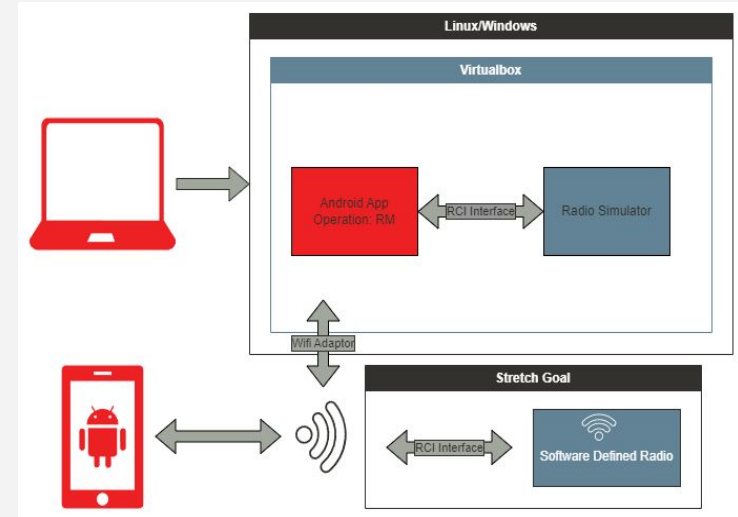 Linux/Windows
Virtualbox
Android App
Operation: RM
RCI Interface
Radio Simulator
Wifi Adaptor
Stretch Goal
RCI Interface
Software Defined Radio